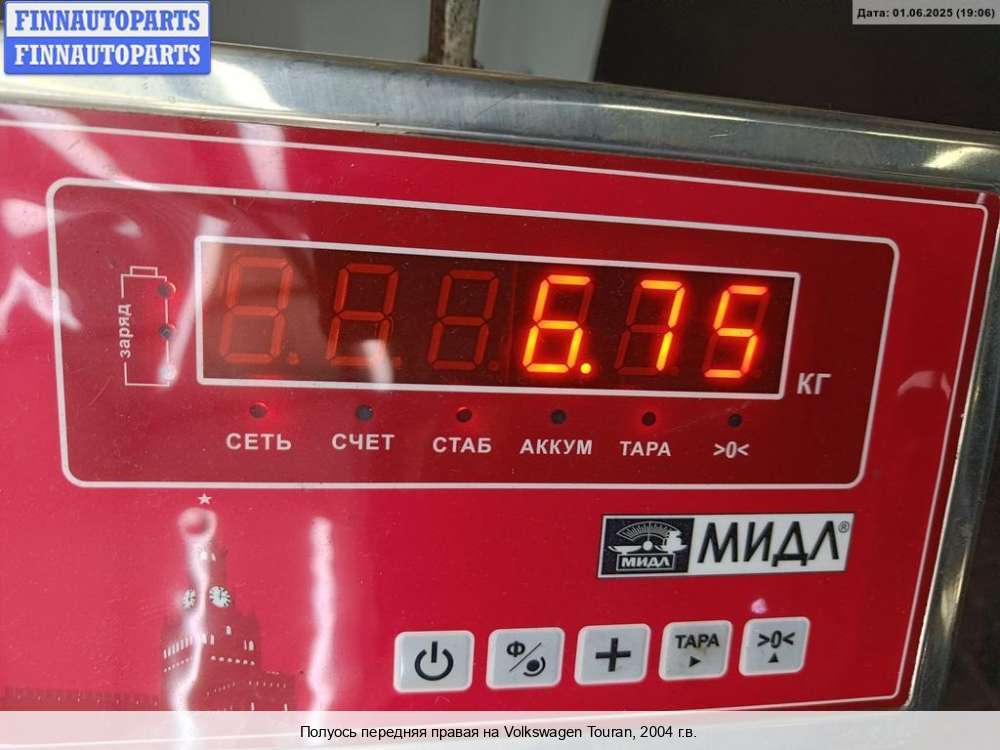 FINNAUTOPARTS
FINNAUTOPARTS
Дата: 01.06.2025 (19:06)
заряд
6.75
КГ
СЕТЬ СЧЕТ СТАБ АККУМ ТАРА >0<
МИДЛ МИДЛ®
Ф/ + ТАРА >0<
Полуось передняя правая на Volkswagen Touran, 2004 г.в.